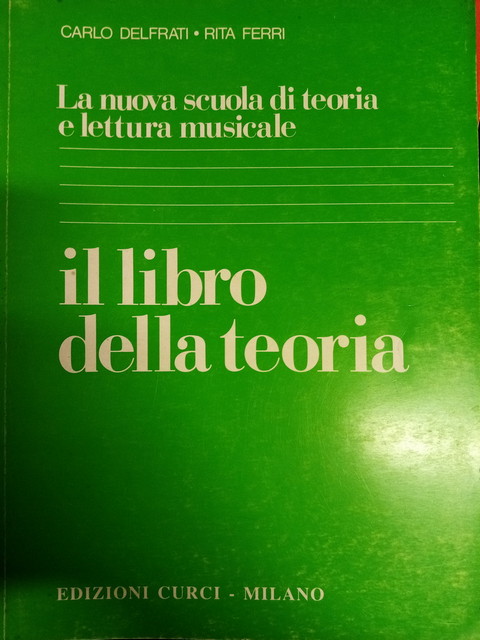 CARLO DELFRATI • RITA FERRI
La nuova scuola di teoria
e lettura musicale
il libro
della teoria
EDIZIONI CURCI - MILANO